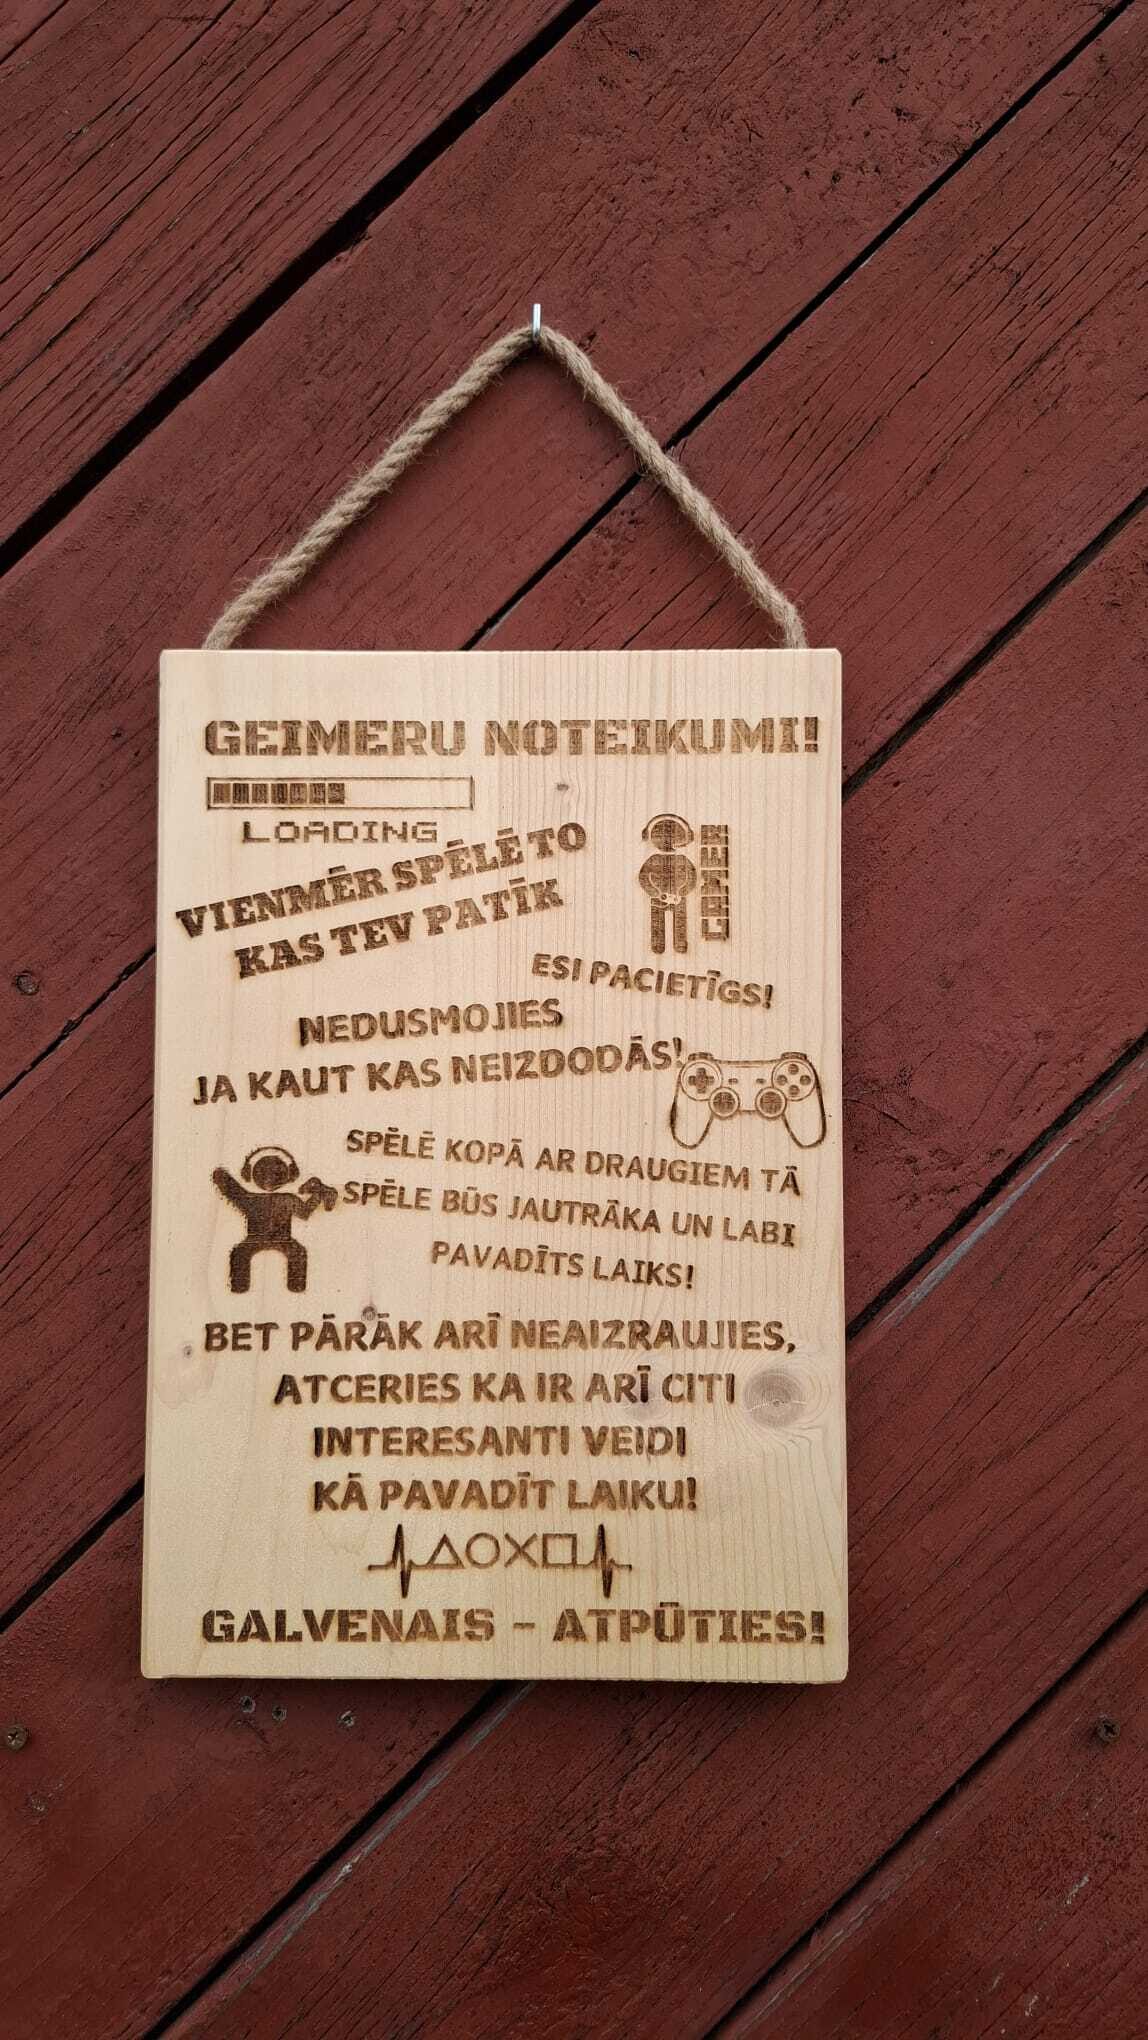 GEIMERU NOTEIKUMI!
LOADING
VIENMĒR SPĒLĒ TO
KAS TEV PATĪK
GAMER
ESI PACIETĪGS!
NEDUSMOJIES
JA KAUT KAS NEIZDODĀS!
SPĒLĒ KOPĀ AR DRAUGIEM TĀ
SPĒLE BŪS JAUTRĀKA UN LABI
PAVADĪTS LAIKS!
BET PĀRĀK ARĪ NEAIZRAUJIES,
ATCERIES KA IR ARĪ CITI
INTERESANTI VEIDI
KĀ PAVADĪT LAIKU!
GALVENAIS - ATPŪTIES!